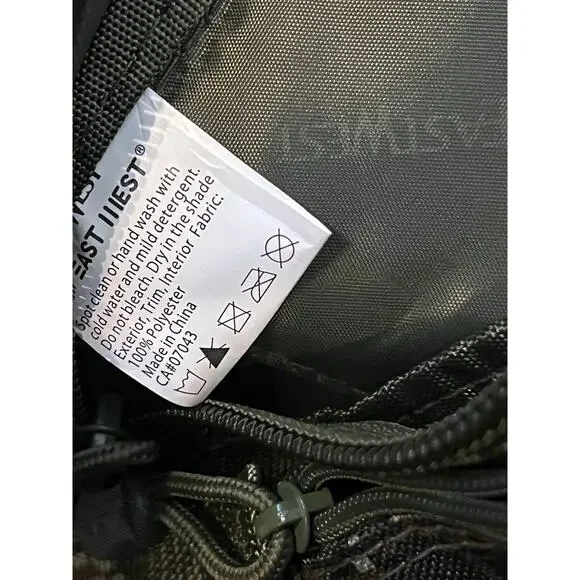 EAST WEST®
Spot clean or hand wash with
cold water and mild detergent.
Do not bleach. Dry in the shade
Exterior, Trim, Interior Fabric:
100% Polyester
Made in China
CA#07043
ASTWEST